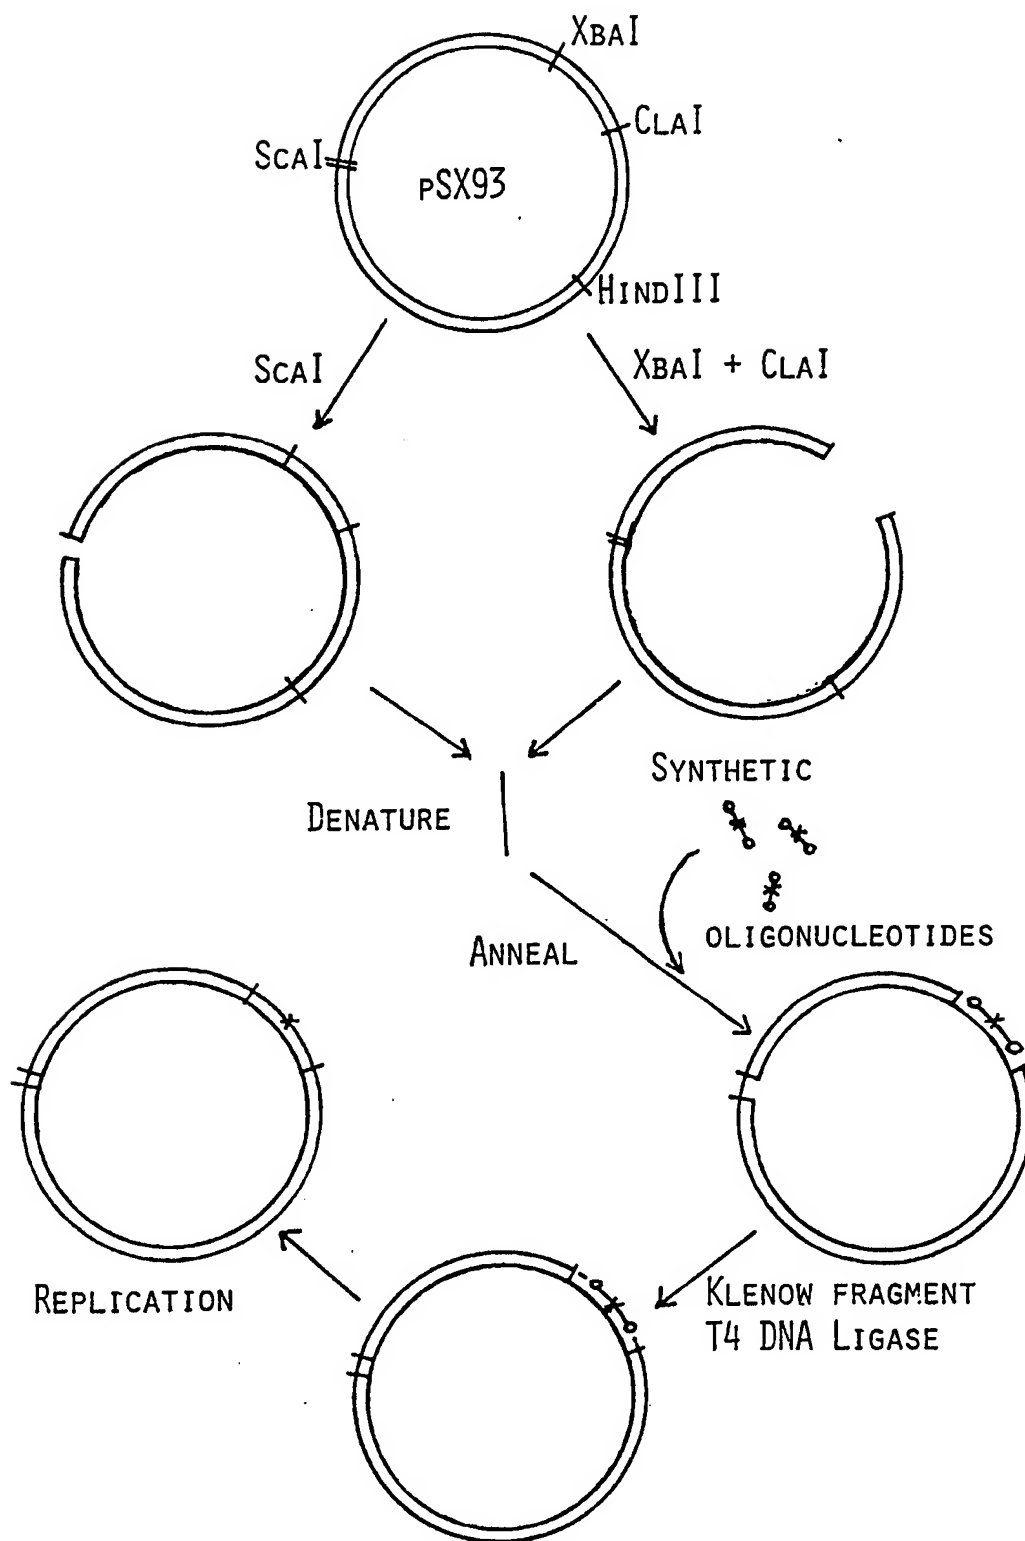 XBAI
CLAI
SCAI
PSX93
HINDIII
SCAI
XBAI + CLAI
SYNTHETIC
DENATURE
OLIGONUCLEOTIDES
ANNEAL
KLENOW FRAGMENT
T4 DNA LIGASE
REPLICATION